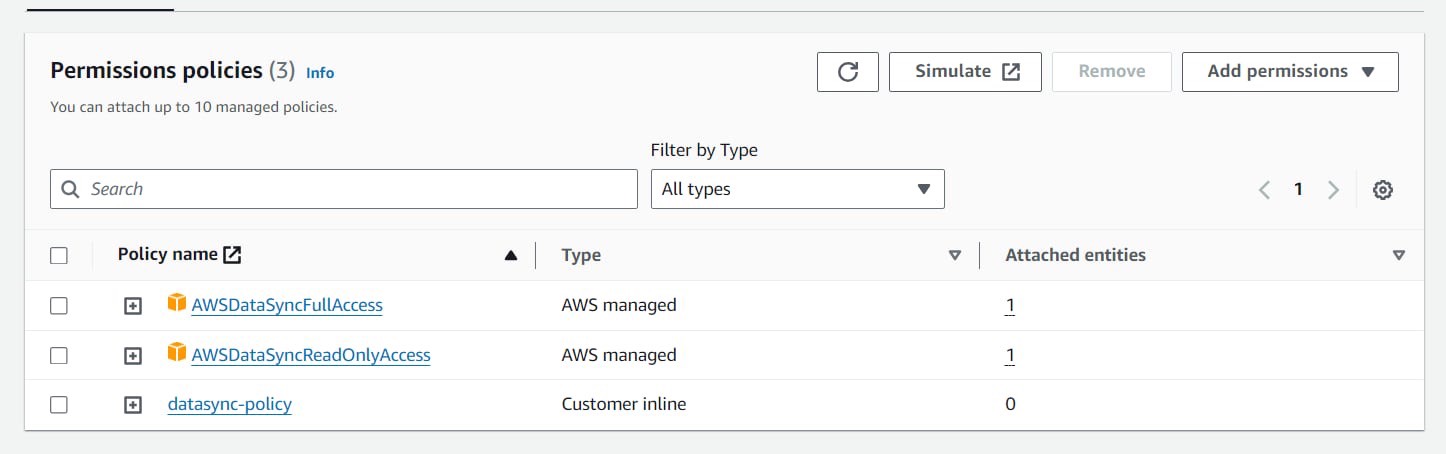 Permissions policies (3) Info
You can attach up to 10 managed policies.
Simulate
Remove
Add permissions
Filter by Type
Search
All types
1
Policy name
Type
Attached entities
AWSDataSyncFullAccess
AWS managed
1
AWSDataSyncReadOnlyAccess
AWS managed
1
datasync-policy
Customer inline
0